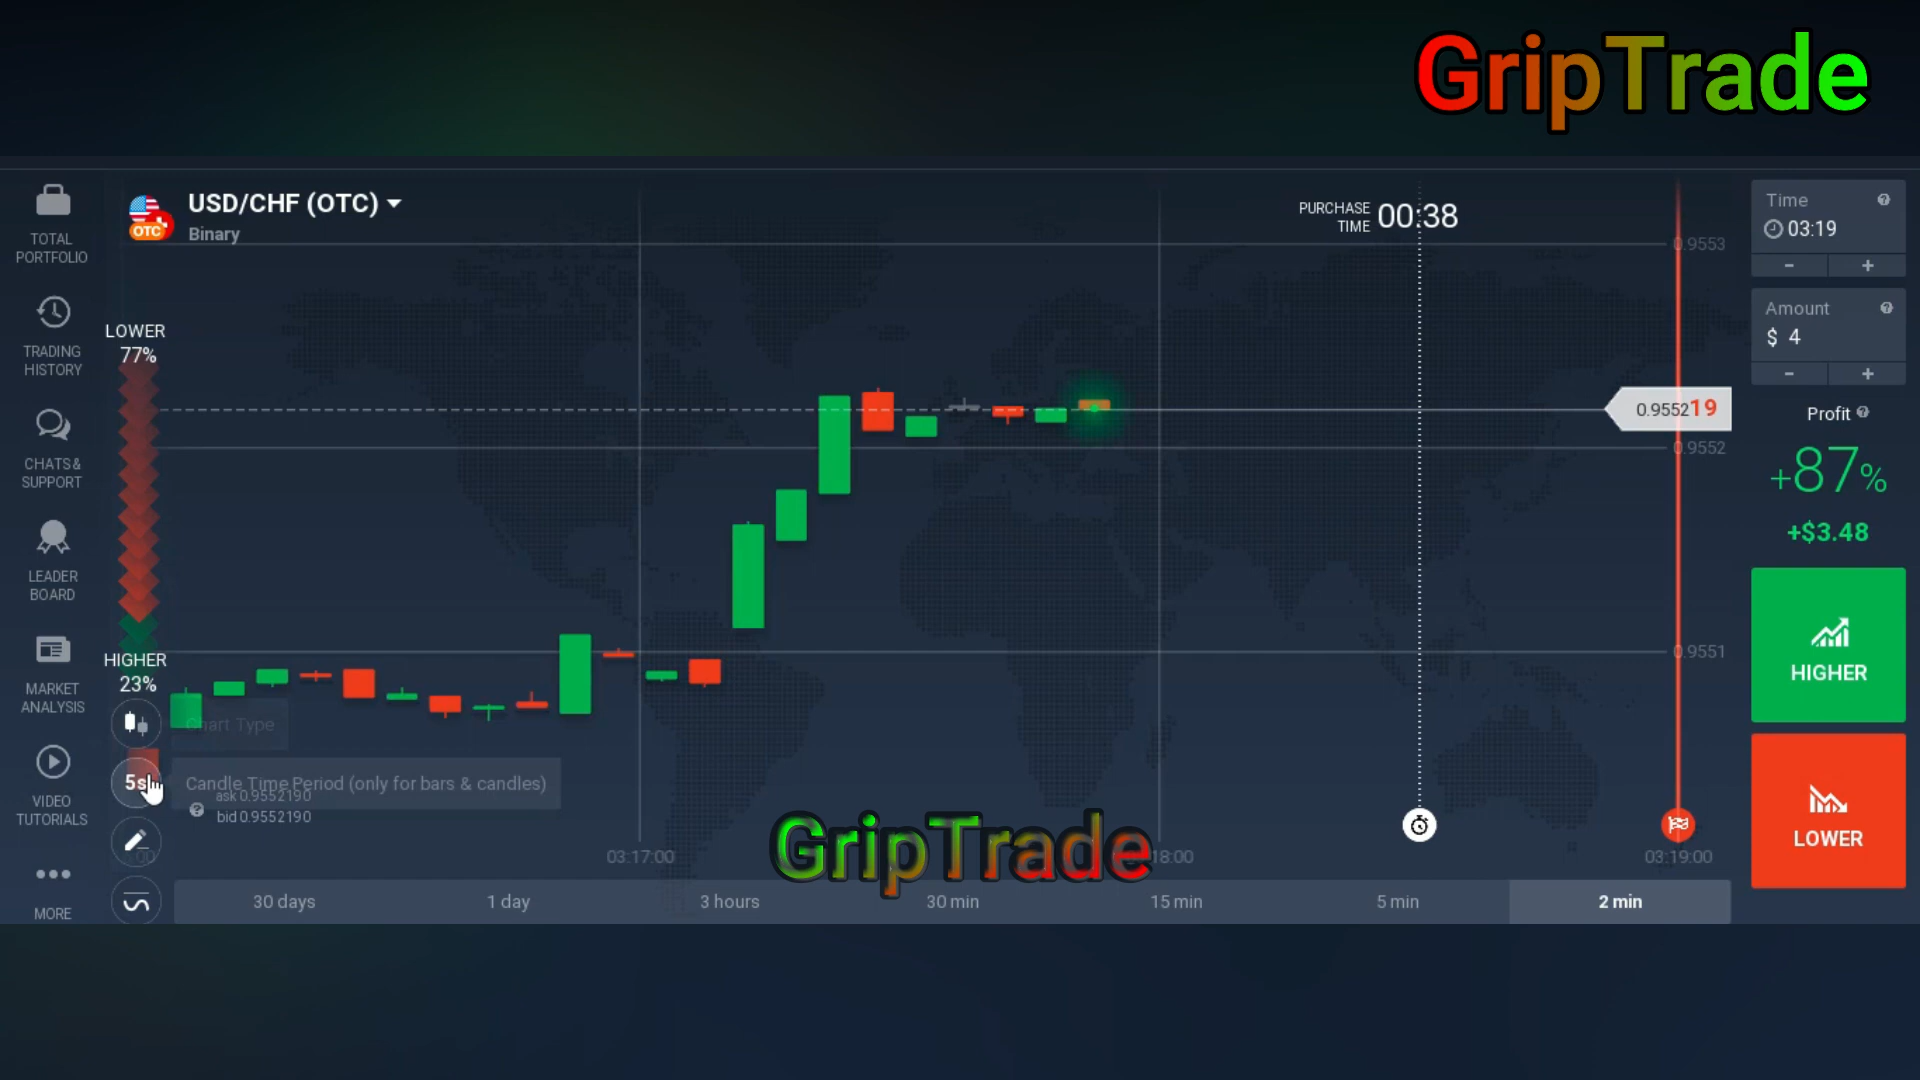 GripTrade
TOTAL
PORTFOLIO
TRADING
HISTORY
CHATS &
SUPPORT
LEADER
BOARD
MARKET
ANALYSIS
VIDEO
TUTORIALS
MORE
USD/CHF (OTC)
OTC
Binary
LOWER
77%
HIGHER
23%
Chart Type
5s
Candle Time Period (only for bars & candles)
ask 0.9552190
bid 0.9552190
PURCHASE
TIME
00:38
0.9553
0.955219
0.9552
0.9551
03:17:00
18:00
03:19:00
GripTrade
30 days
1 day
3 hours
30 min
15 min
5 min
2 min
Time
03:19
- +
Amount
$ 4
- +
Profit
+87%
+$3.48
HIGHER
LOWER